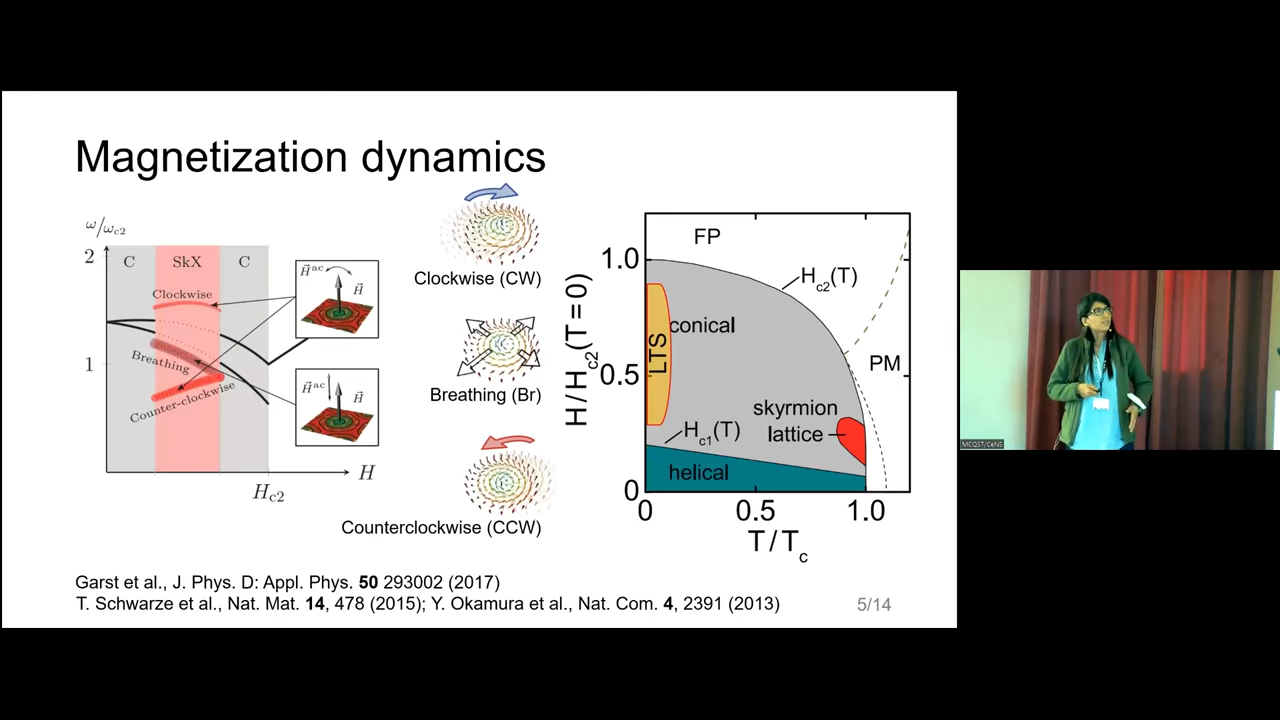 Magnetization dynamics
ω/ω_c2
2
C
SkX
C
Clockwise
1
Breathing
Counter-clockwise
H
H_c2
H⃗^ac
H⃗
H⃗^ac
H⃗
Clockwise (CW)
Breathing (Br)
Counterclockwise (CCW)
H/H_c2(T=0)
1.0
0.5
0
FP
H_c2(T)
conical
LTS
PM
skyrmion
lattice
H_c1(T)
helical
0
0.5
1.0
T/T_c
Garst et al., J. Phys. D: Appl. Phys. 50 293002 (2017)
T. Schwarze et al., Nat. Mat. 14, 478 (2015); Y. Okamura et al., Nat. Com. 4, 2391 (2013)
5/14
MCQST/CeNS